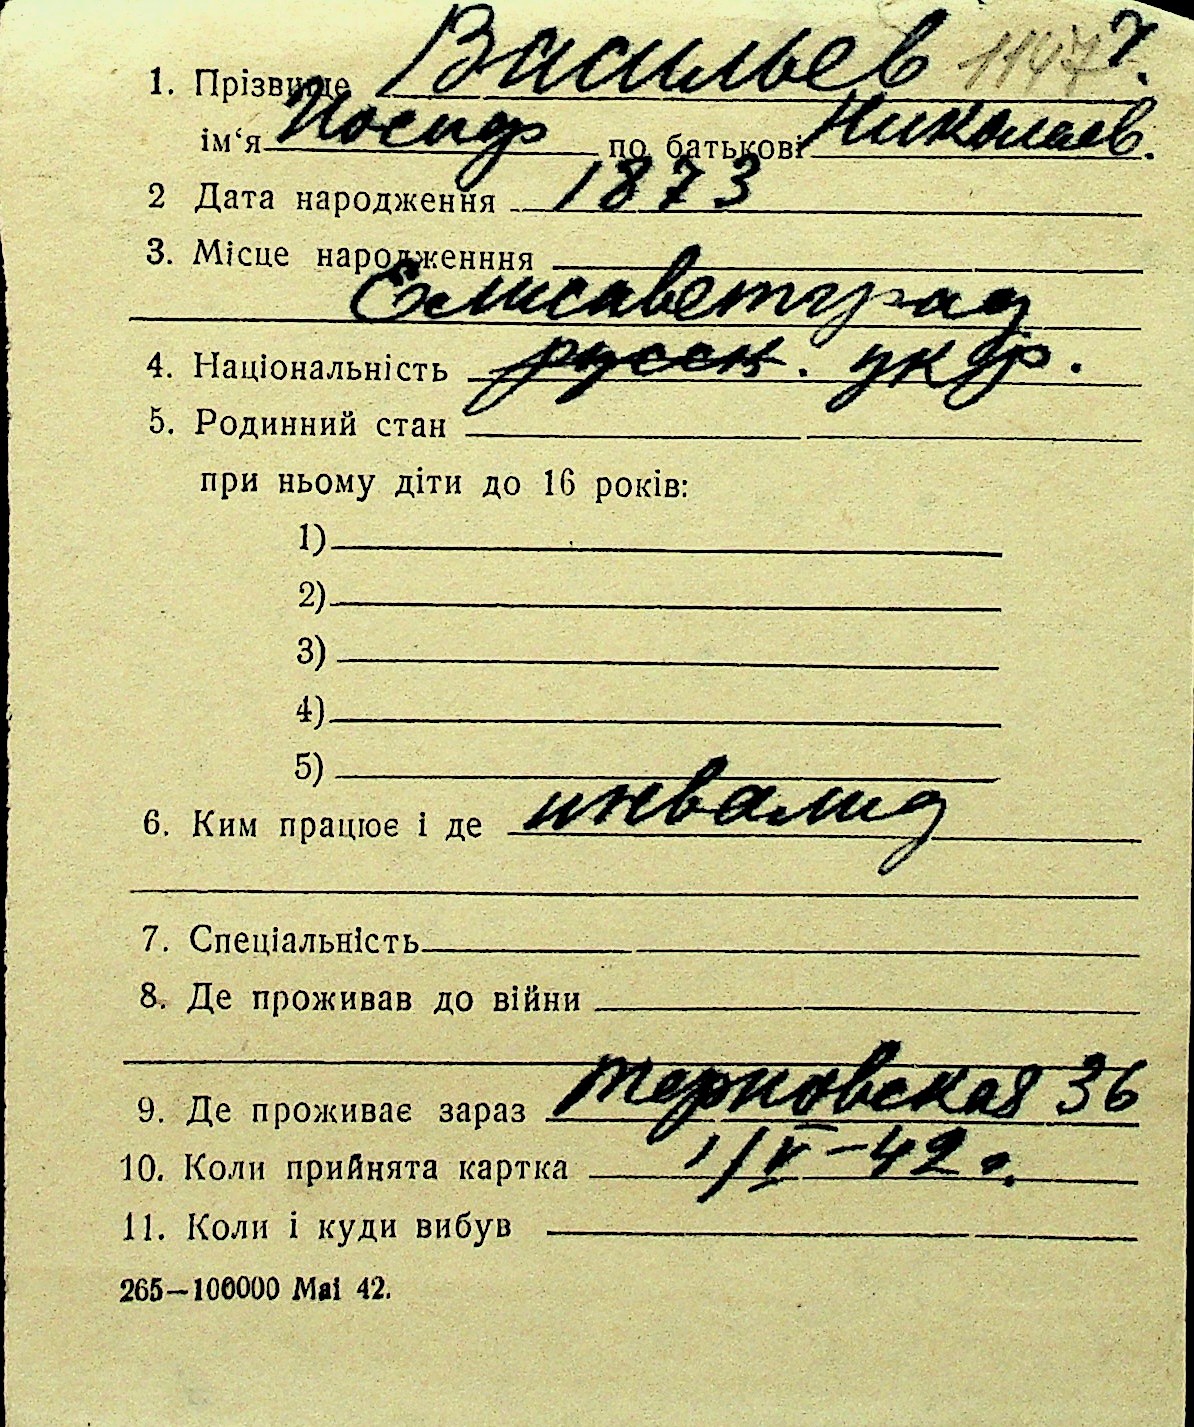 1. Прізвище Васильев 1147 7.
ім‘я Иосиф по батькові Николаев.
2 Дата народження 1873
3. Місце народженння
Елисаветград
4. Національність русск. укр.
5. Родинний стан
при ньому діти до 16 років:
1)
2)
3)
4)
5)
6. Ким працює і де инвалид
7. Спеціальність
8. Де проживав до війни
9. Де проживає зараз Терновская 36
10. Коли прийнята картка 1/V-42 г.
11. Коли і куди вибув
265—100000 Mai 42.